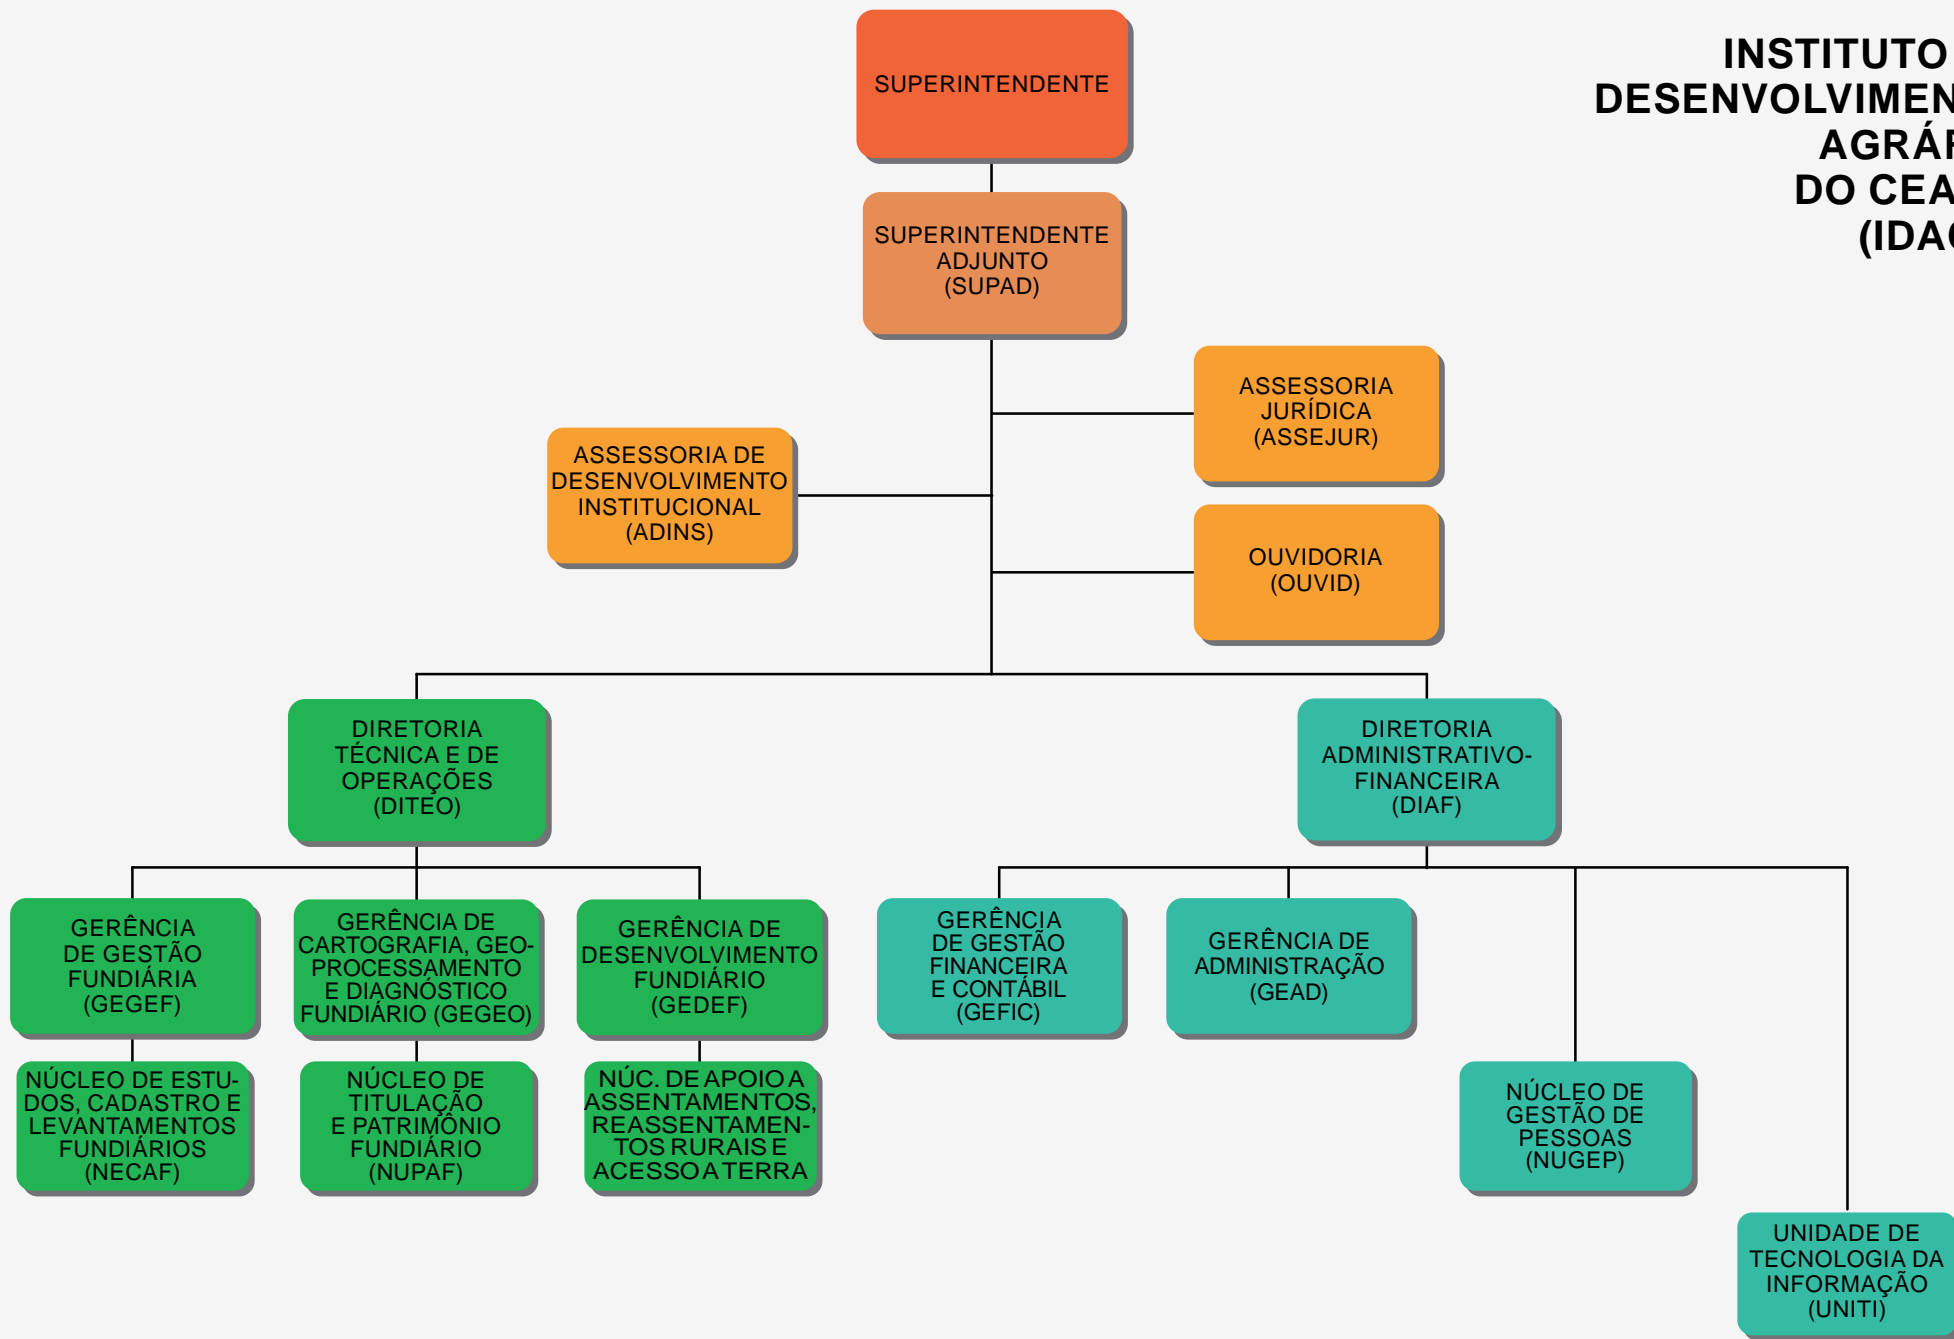 SUPERINTENDENTE
INSTITUTO
DESENVOLVIMEN
AGRÁR
DO CEA
(IDAC
SUPERINTENDENTE
ADJUNTO
(SUPAD)
ASSESSORIA
JURÍDICA
(ASSEJUR)
ASSESSORIA DE
DESENVOLVIMENTO
INSTITUCIONAL
(ADINS)
OUVIDORIA
(OUVID)
DIRETORIA
TÉCNICA E DE
OPERAÇÕES
(DITEO)
DIRETORIA
ADMINISTRATIVO-
FINANCEIRA
(DIAF)
GERÊNCIA
DE GESTÃO
FUNDIÁRIA
(GEGEF)
GERÊNCIA DE
CARTOGRAFIA, GEO-
PROCESSAMENTO
E DIAGNÓSTICO
FUNDIÁRIO (GEGEO)
GERÊNCIA DE
DESENVOLVIMENTO
FUNDIÁRIO
(GEDEF)
GERÊNCIA
DE GESTÃO
FINANCEIRA
E CONTÁBIL
(GEFIC)
GERÊNCIA DE
ADMINISTRAÇÃO
(GEAD)
NÚCLEO DE ESTU-
DOS, CADASTRO E
LEVANTAMENTOS
FUNDIÁRIOS
(NECAF)
NÚCLEO DE
TITULAÇÃO
E PATRIMÔNIO
FUNDIÁRIO
(NUPAF)
NÚC. DE APOIO A
ASSENTAMENTOS,
REASSENTAMEN-
TOS RURAIS E
ACESSO A TERRA
NÚCLEO DE
GESTÃO DE
PESSOAS
(NUGEP)
UNIDADE DE
TECNOLOGIA DA
INFORMAÇÃO
(UNITI)